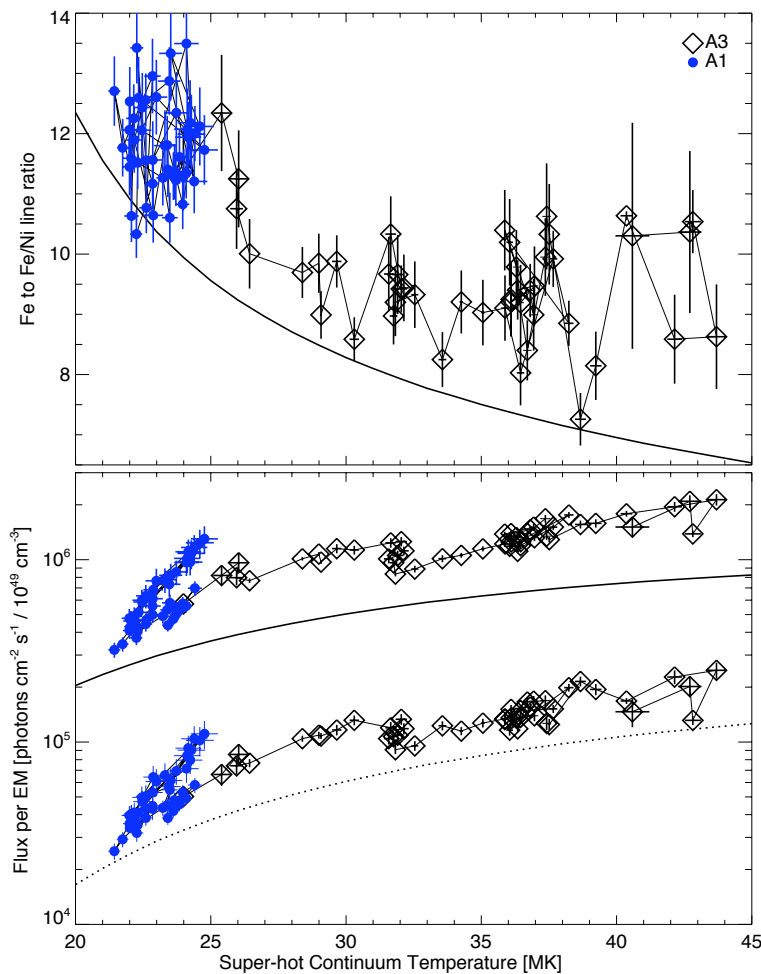 14
12
10
8
Fe to Fe/Ni line ratio
A3
A1
10^6
10^5
10^4
Flux per EM [photons cm^-2 s^-1 / 10^49 cm^-3]
20 25 30 35 40 45
Super-hot Continuum Temperature [MK]